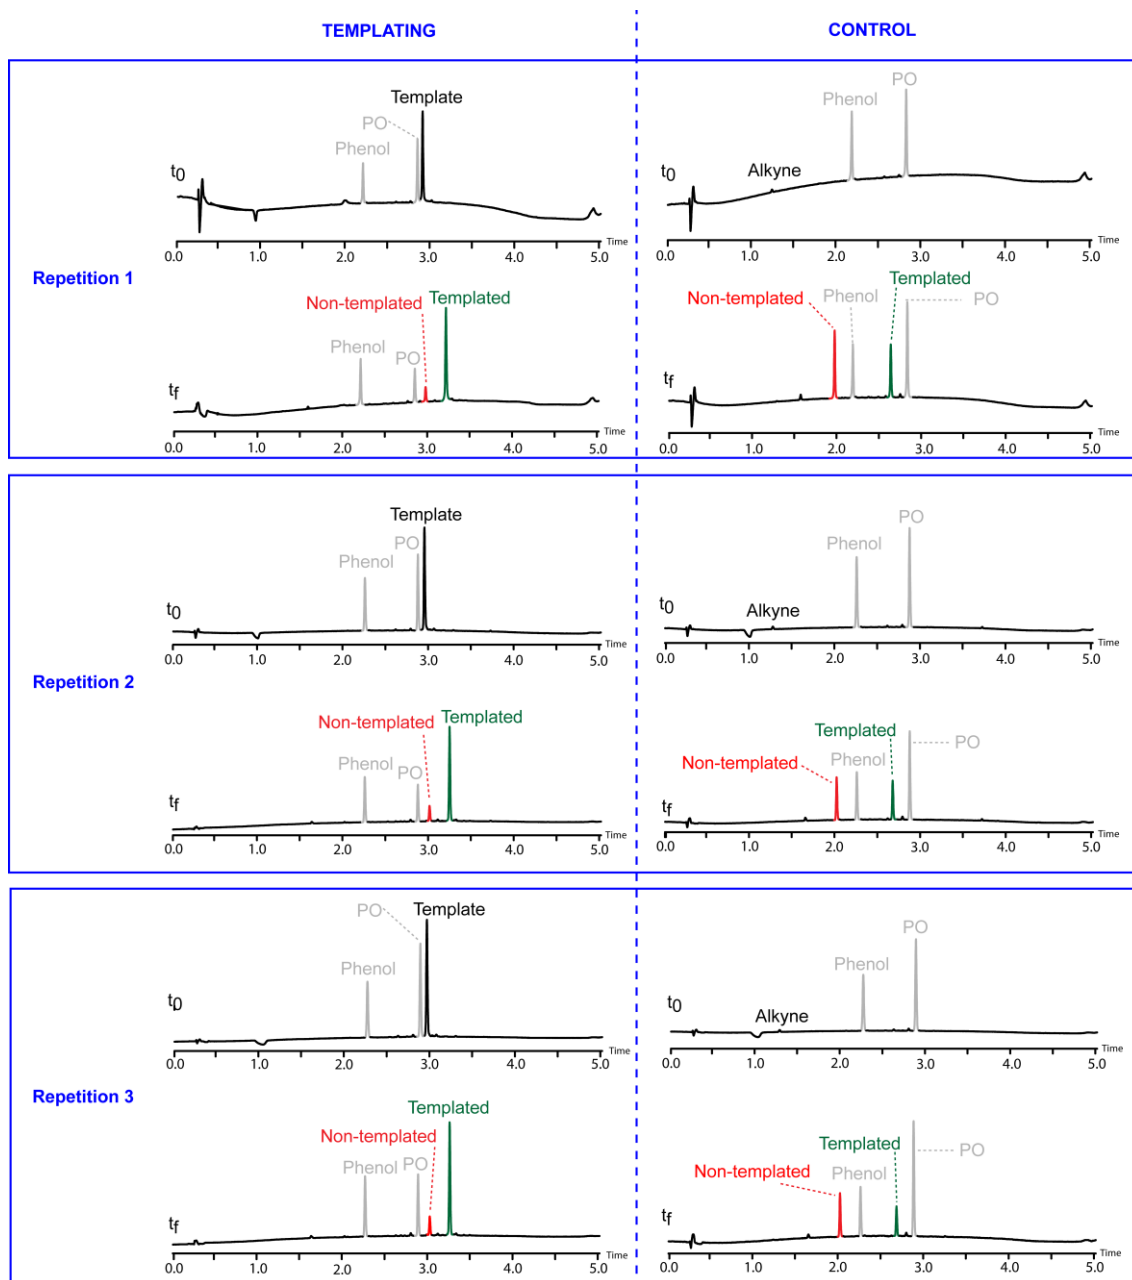 TEMPLATING CONTROL
Repetition 1
Template
PO
Phenol
t0
Time
0.0 1.0 2.0 3.0 4.0 5.0
PO
Phenol
Alkyne
t0
Time
0.0 1.0 2.0 3.0 4.0 5.0
Non-templated Templated
Phenol
PO
tf
Time
0.0 1.0 2.0 3.0 4.0 5.0
Templated
Non-templated Phenol PO
tf
Time
0.0 1.0 2.0 3.0 4.0 5.0
Repetition 2
Template
PO
Phenol
t0
Time
0.0 1.0 2.0 3.0 4.0 5.0
PO
Phenol
Alkyne
t0
Time
0.0 1.0 2.0 3.0 4.0 5.0
Non-templated Templated
Phenol
PO
tf
Time
0.0 1.0 2.0 3.0 4.0 5.0
Templated
PO
Non-templated Phenol
tf
Time
0.0 1.0 2.0 3.0 4.0 5.0
Repetition 3
PO Template
Phenol
t0
Time
0.0 1.0 2.0 3.0 4.0 5.0
PO
Phenol
Alkyne
t0
Time
0.0 1.0 2.0 3.0 4.0 5.0
Templated
Non-templated
Phenol PO
tf
Time
0.0 1.0 2.0 3.0 4.0 5.0
Templated
PO
Non-templated Phenol
tf
Time
0.0 1.0 2.0 3.0 4.0 5.0